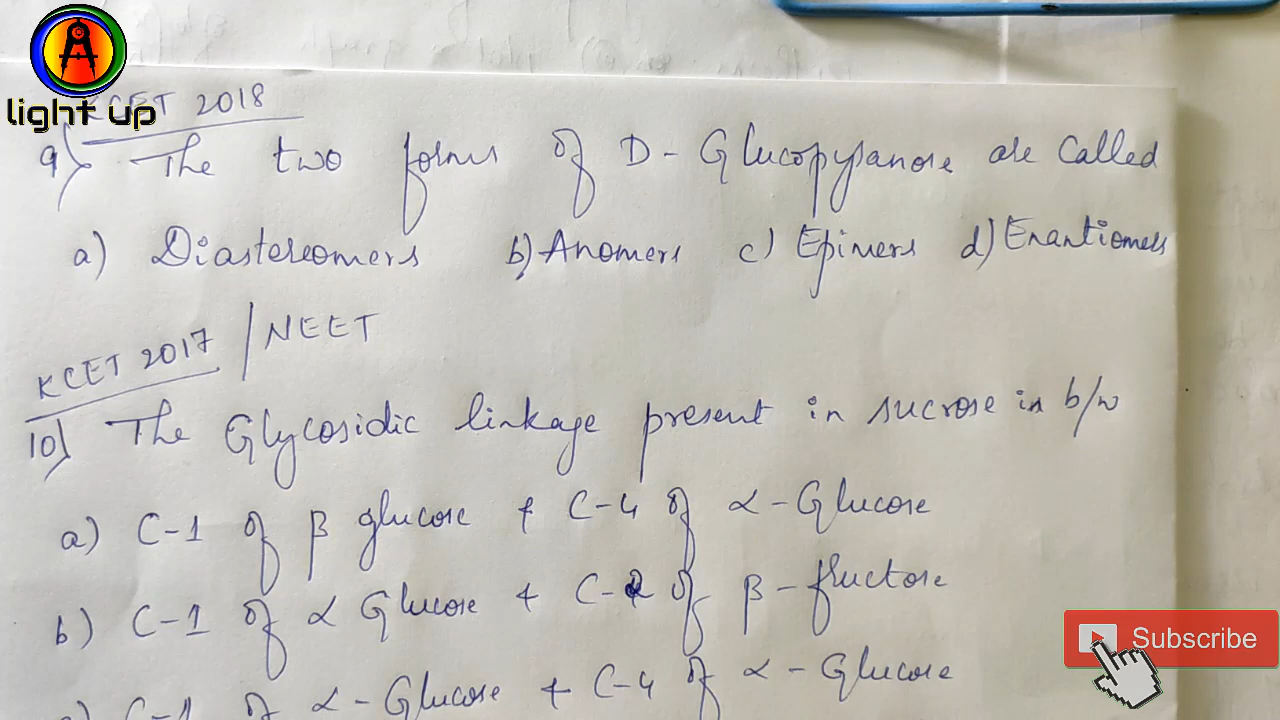 light up
KCET 2018
9) The two forms of D-Glucopyranose are called
a) Diastereomers b) Anomers c) Epimers d) Enantiomers
KCET 2017 / NEET
10) The Glycosidic linkage present in sucrose is b/w
a) C-1 of β glucose + C-4 of α-Glucose
b) C-1 of α Glucose + C-2 of β-fructose
Subscribe
c) C-1 of α-Glucose + C-4 of α-Glucose